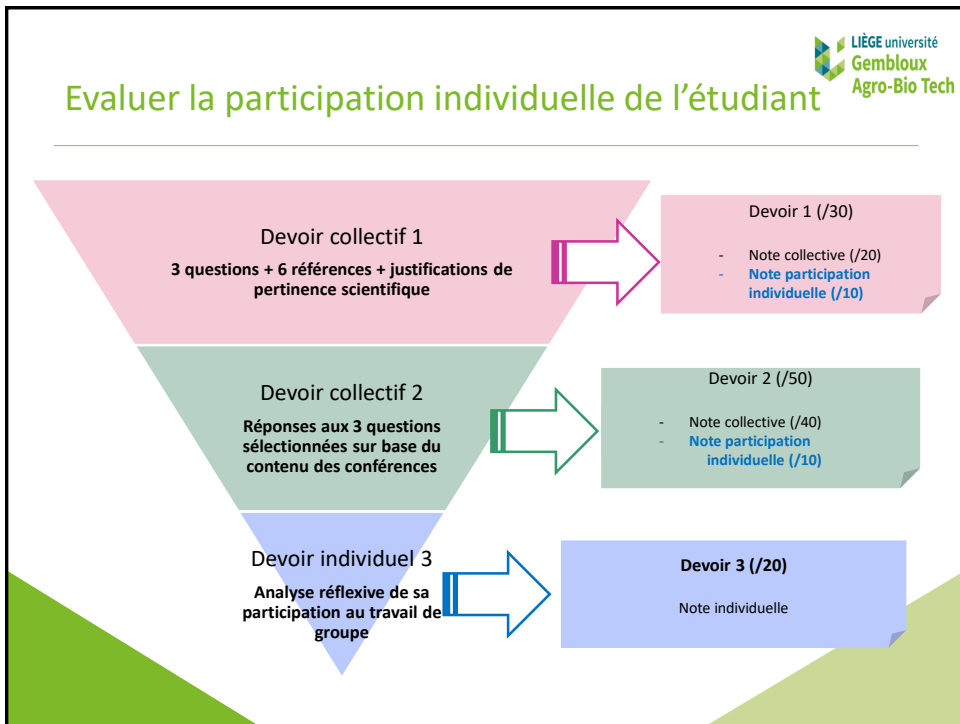 LIÈGE université
Gembloux
Agro-Bio Tech
Evaluer la participation individuelle de l'étudiant
Devoir collectif 1
3 questions + 6 références + justifications de
pertinence scientifique
Devoir 1 (/30)
- Note collective (/20)
- Note participation
individuelle (/10)
Devoir collectif 2
Réponses aux 3 questions
sélectionnées sur base du
contenu des conférences
Devoir 2 (/50)
- Note collective (/40)
- Note participation
individuelle (/10)
Devoir individuel 3
Analyse réflexive de sa
participation au travail de
groupe
Devoir 3 (/20)
Note individuelle